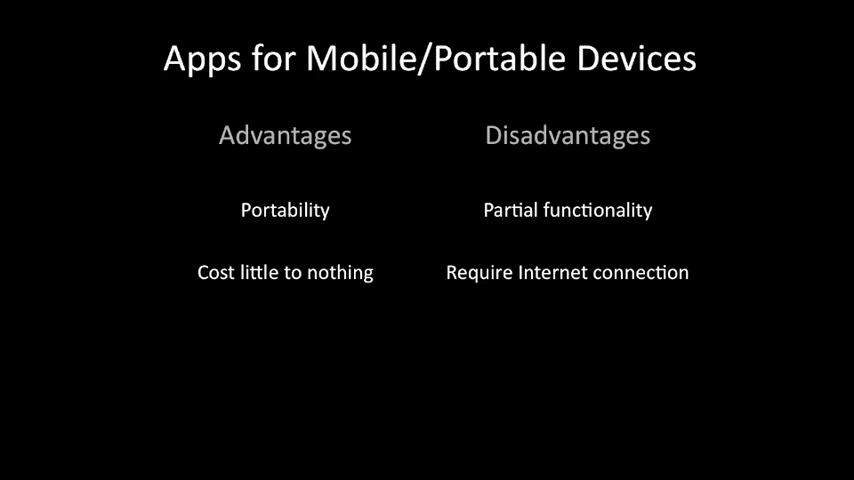 Apps for Mobile/Portable Devices
Advantages
Disadvantages
Portability
Partial functionality
Cost little to nothing
Require Internet connection